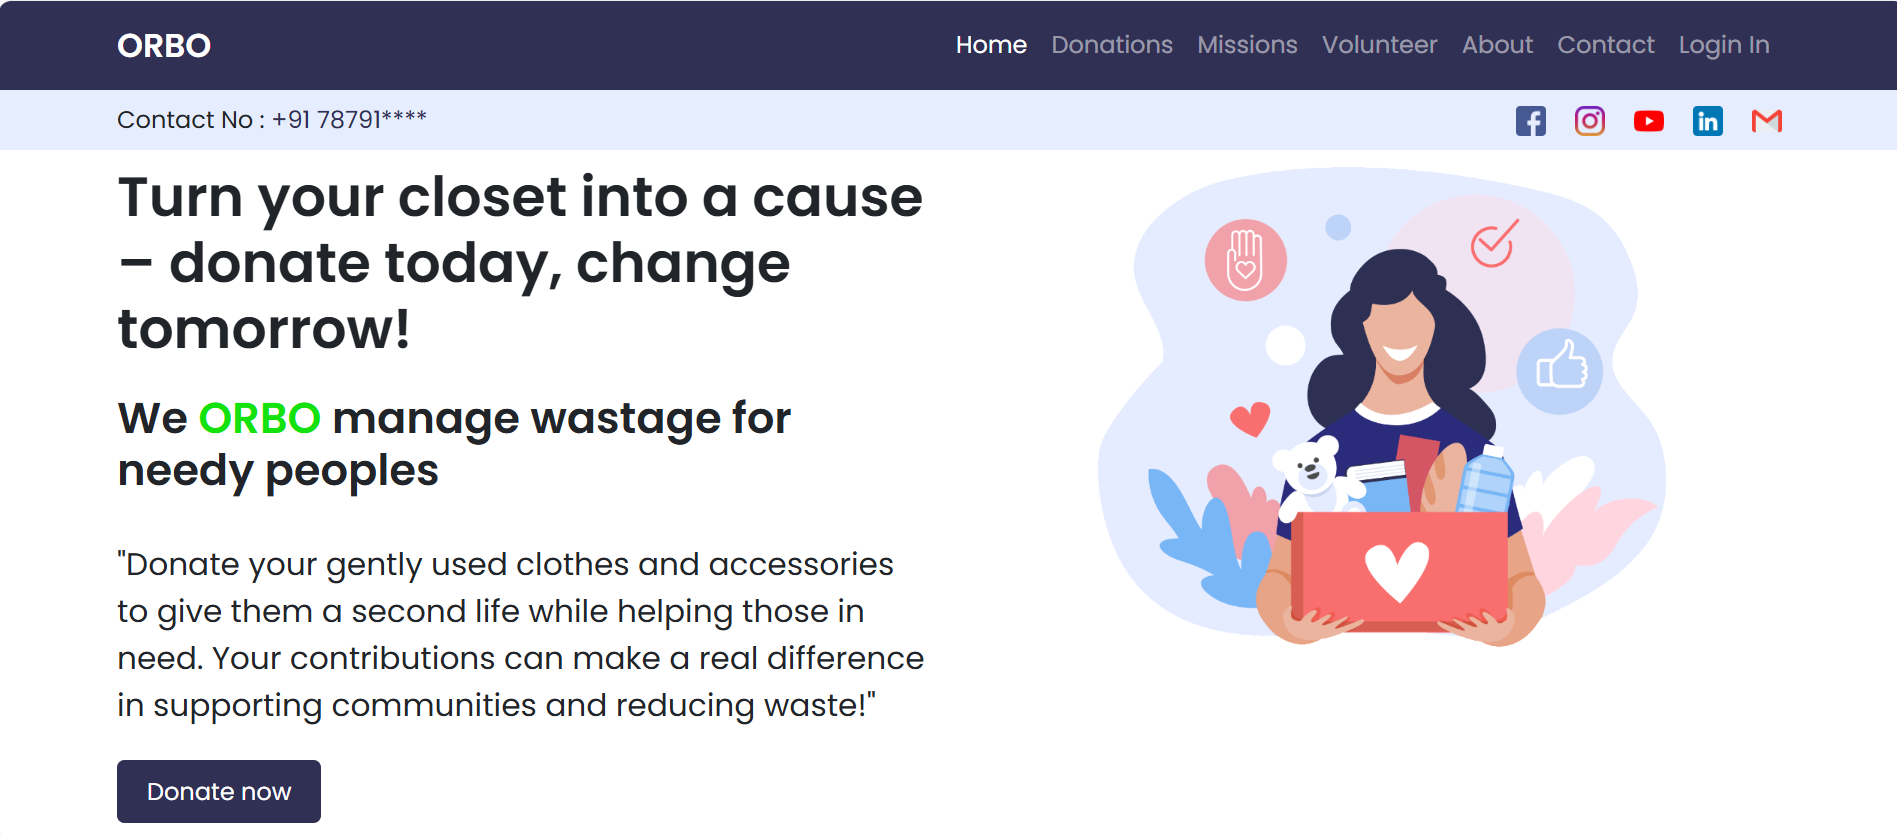 ORBO
Home Donations Missions Volunteer About Contact Login In
Contact No : +91 78791****
Turn your closet into a cause
– donate today, change
tomorrow!
We ORBO manage wastage for
needy peoples
"Donate your gently used clothes and accessories
to give them a second life while helping those in
need. Your contributions can make a real difference
in supporting communities and reducing waste!"
Donate now